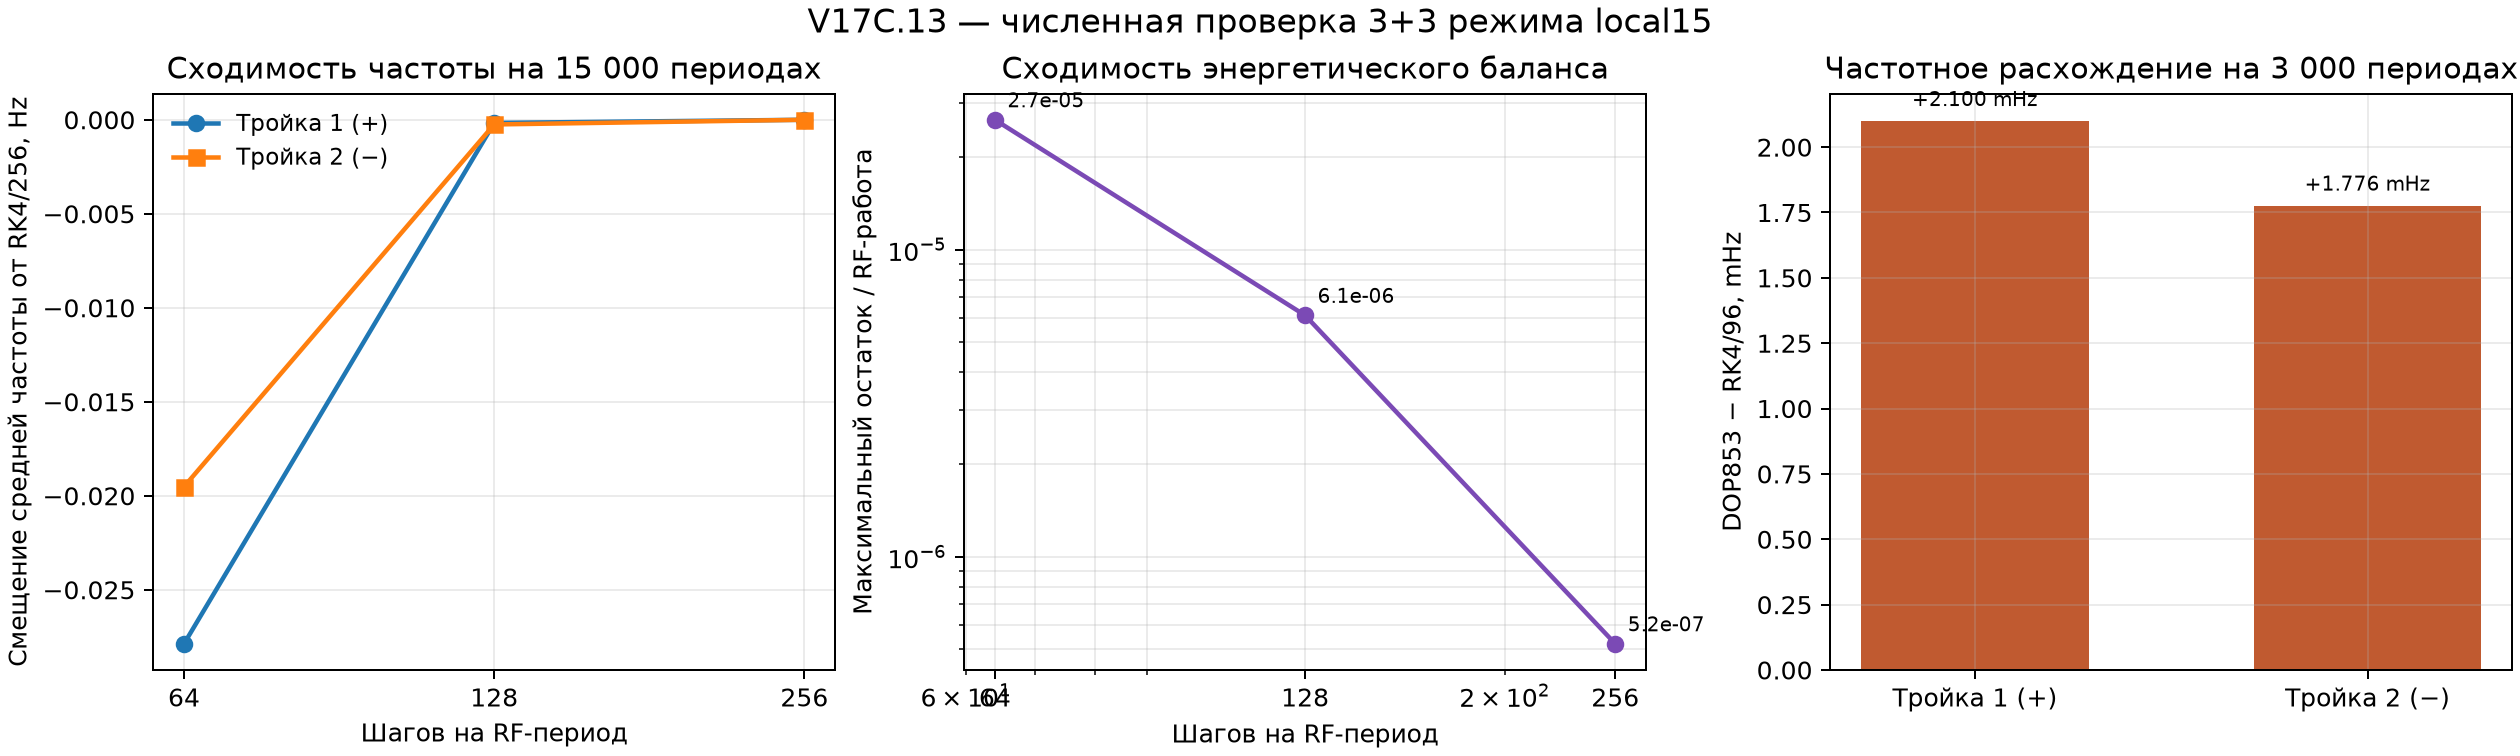 V17C.13 — численная проверка 3+3 режима local15
Сходимость частоты на 15 000 периодах
Смещение средней частоты от RK4/256, Hz
0.000
−0.005
−0.010
−0.015
−0.020
−0.025
Тройка 1 (+)
Тройка 2 (−)
64
128
256
Шагов на RF-период
Сходимость энергетического баланса
Максимальный остаток / RF-работа
10⁻⁵
10⁻⁶
2.7e-05
6.1e-06
5.2e-07
6 × 10¹
64
128
2 × 10²
256
Шагов на RF-период
Частотное расхождение на 3 000 периодах
DOP853 − RK4/96, mHz
2.00
1.75
1.50
1.25
1.00
0.75
0.50
0.25
0.00
+2.100 mHz
+1.776 mHz
Тройка 1 (+)
Тройка 2 (−)